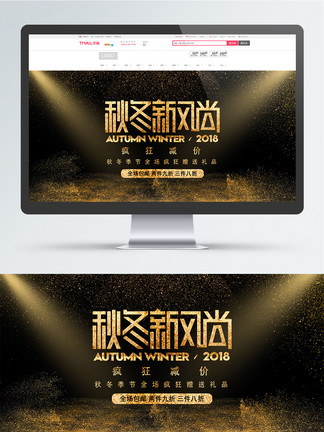 秋冬新风尚
AUTUMN WINTER / 2018
疯狂减价
秋冬季节全场疯狂赠送礼品
全场包邮 两件九折 三件八折
秋冬新风尚
AUTUMN WINTER / 2018
疯狂减价
秋冬季节全场疯狂赠送礼品
全场包邮 两件九折 三件八折